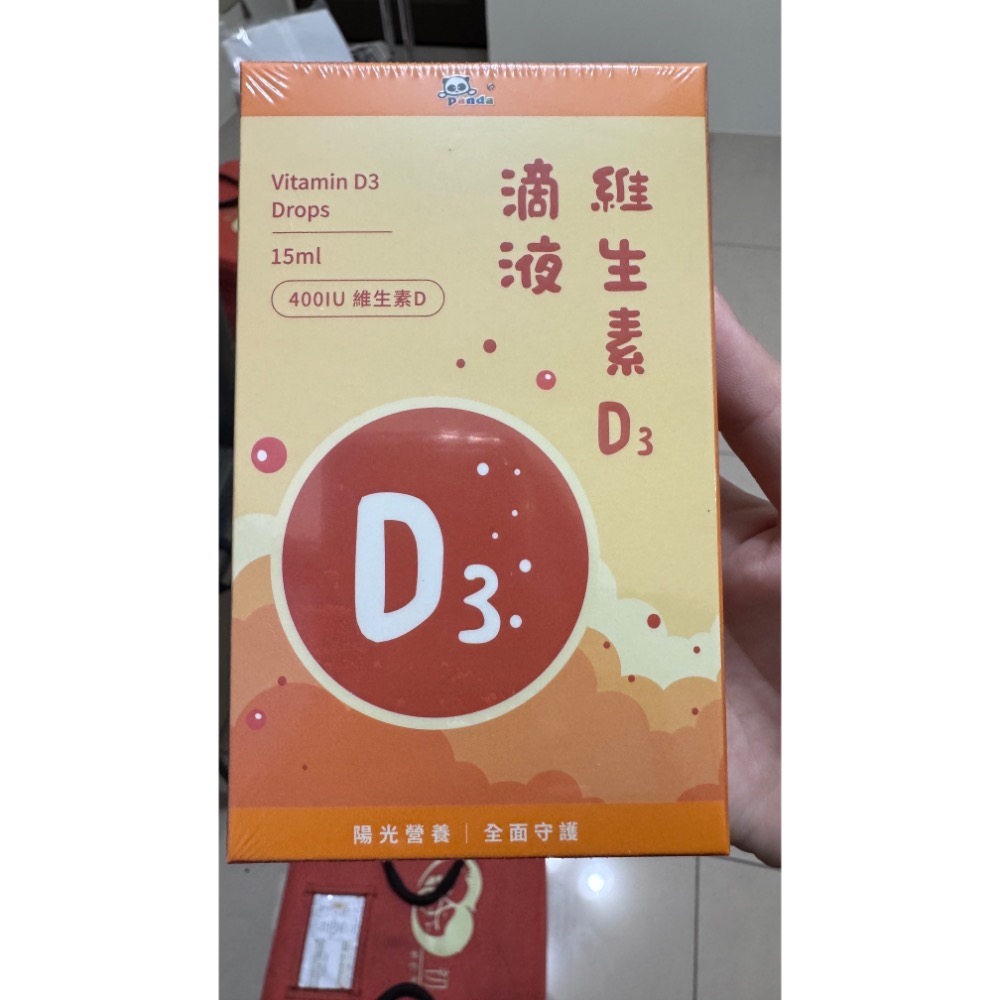 panda
Vitamin D3
Drops
15ml
400IU 維生素D
維生素D3
滴液
D3
陽光營養｜全面守護
初